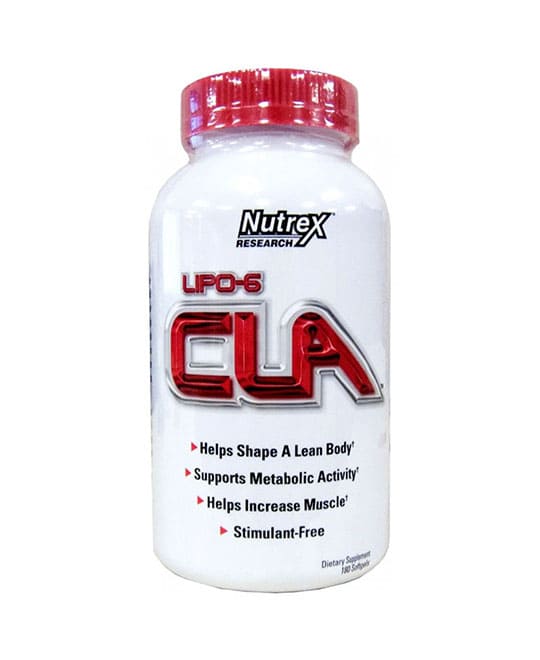 Nutrex
RESEARCH
LIPO-6
CLA
Helps Shape A Lean Body†
Supports Metabolic Activity†
Helps Increase Muscle†
Stimulant-Free
Dietary Supplement
180 Softgels